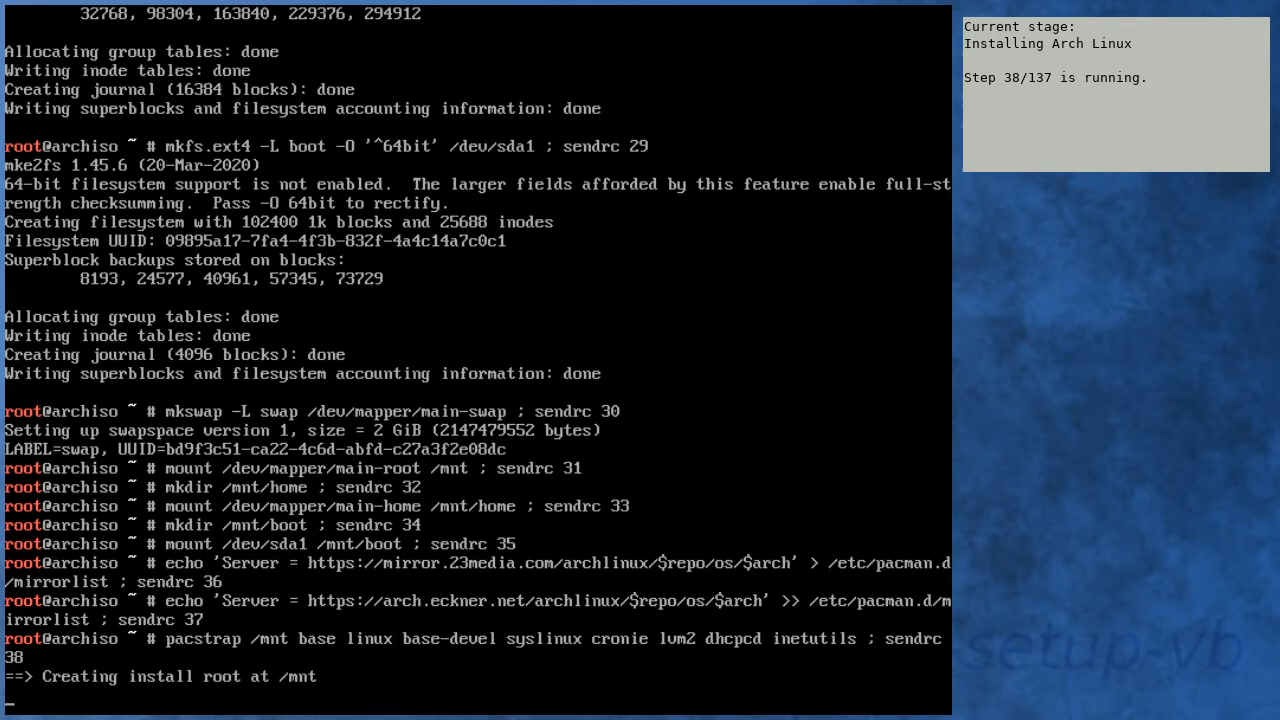 32768, 98304, 163840, 229376, 294912
Allocating group tables: done
Writing inode tables: done
Creating journal (16384 blocks): done
Writing superblocks and filesystem accounting information: done
root@archiso ~ # mkfs.ext4 -L boot -O '^64bit' /dev/sda1 ; sendrc 29
mke2fs 1.45.6 (20-Mar-2020)
64-bit filesystem support is not enabled.  The larger fields afforded by this feature enable full-st
rength checksumming.  Pass -O 64bit to rectify.
Creating filesystem with 102400 1k blocks and 25688 inodes
Filesystem UUID: 09895a17-7fa4-4f3b-832f-4a4c14a7c0c1
Superblock backups stored on blocks:
8193, 24577, 40961, 57345, 73729
Allocating group tables: done
Writing inode tables: done
Creating journal (4096 blocks): done
Writing superblocks and filesystem accounting information: done
root@archiso ~ # mkswap -L swap /dev/mapper/main-swap ; sendrc 30
Setting up swapspace version 1, size = 2 GiB (2147479552 bytes)
LABEL=swap, UUID=bd9f3c51-ca22-4c6d-abfd-c27a3f2e08dc
root@archiso ~ # mount /dev/mapper/main-root /mnt ; sendrc 31
root@archiso ~ # mkdir /mnt/home ; sendrc 32
root@archiso ~ # mount /dev/mapper/main-home /mnt/home ; sendrc 33
root@archiso ~ # mkdir /mnt/boot ; sendrc 34
root@archiso ~ # mount /dev/sda1 /mnt/boot ; sendrc 35
root@archiso ~ # echo 'Server = https://mirror.23media.com/archlinux/$repo/os/$arch' > /etc/pacman.d
/mirrorlist ; sendrc 36
root@archiso ~ # echo 'Server = https://arch.eckner.net/archlinux/$repo/os/$arch' >> /etc/pacman.d/m
irrorlist ; sendrc 37
root@archiso ~ # pacstrap /mnt base linux base-devel syslinux cronie lvm2 dhcpcd inetutils ; sendrc
38
==> Creating install root at /mnt
_
Current stage:
Installing Arch Linux
Step 38/137 is running.
setup-vb